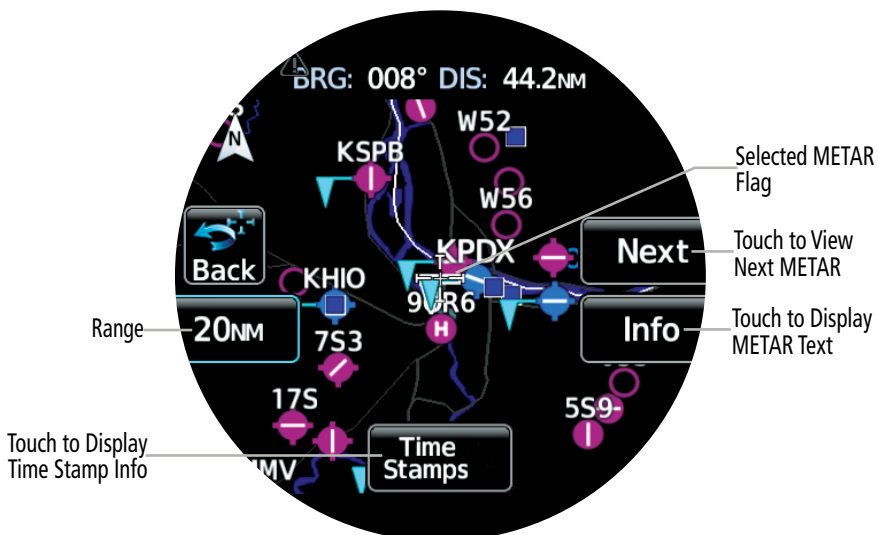 BRG: 008° DIS: 44.2NM
N
W52
KSPB
Selected METAR
Flag
W56
KPDX
Next
Touch to View
Next METAR
Back
KHIO
9OR6
Range
20NM
7S3
H
Info
Touch to Display
METAR Text
17S
5S9
Touch to Display
Time Stamp Info
Time
Stamps
MMV